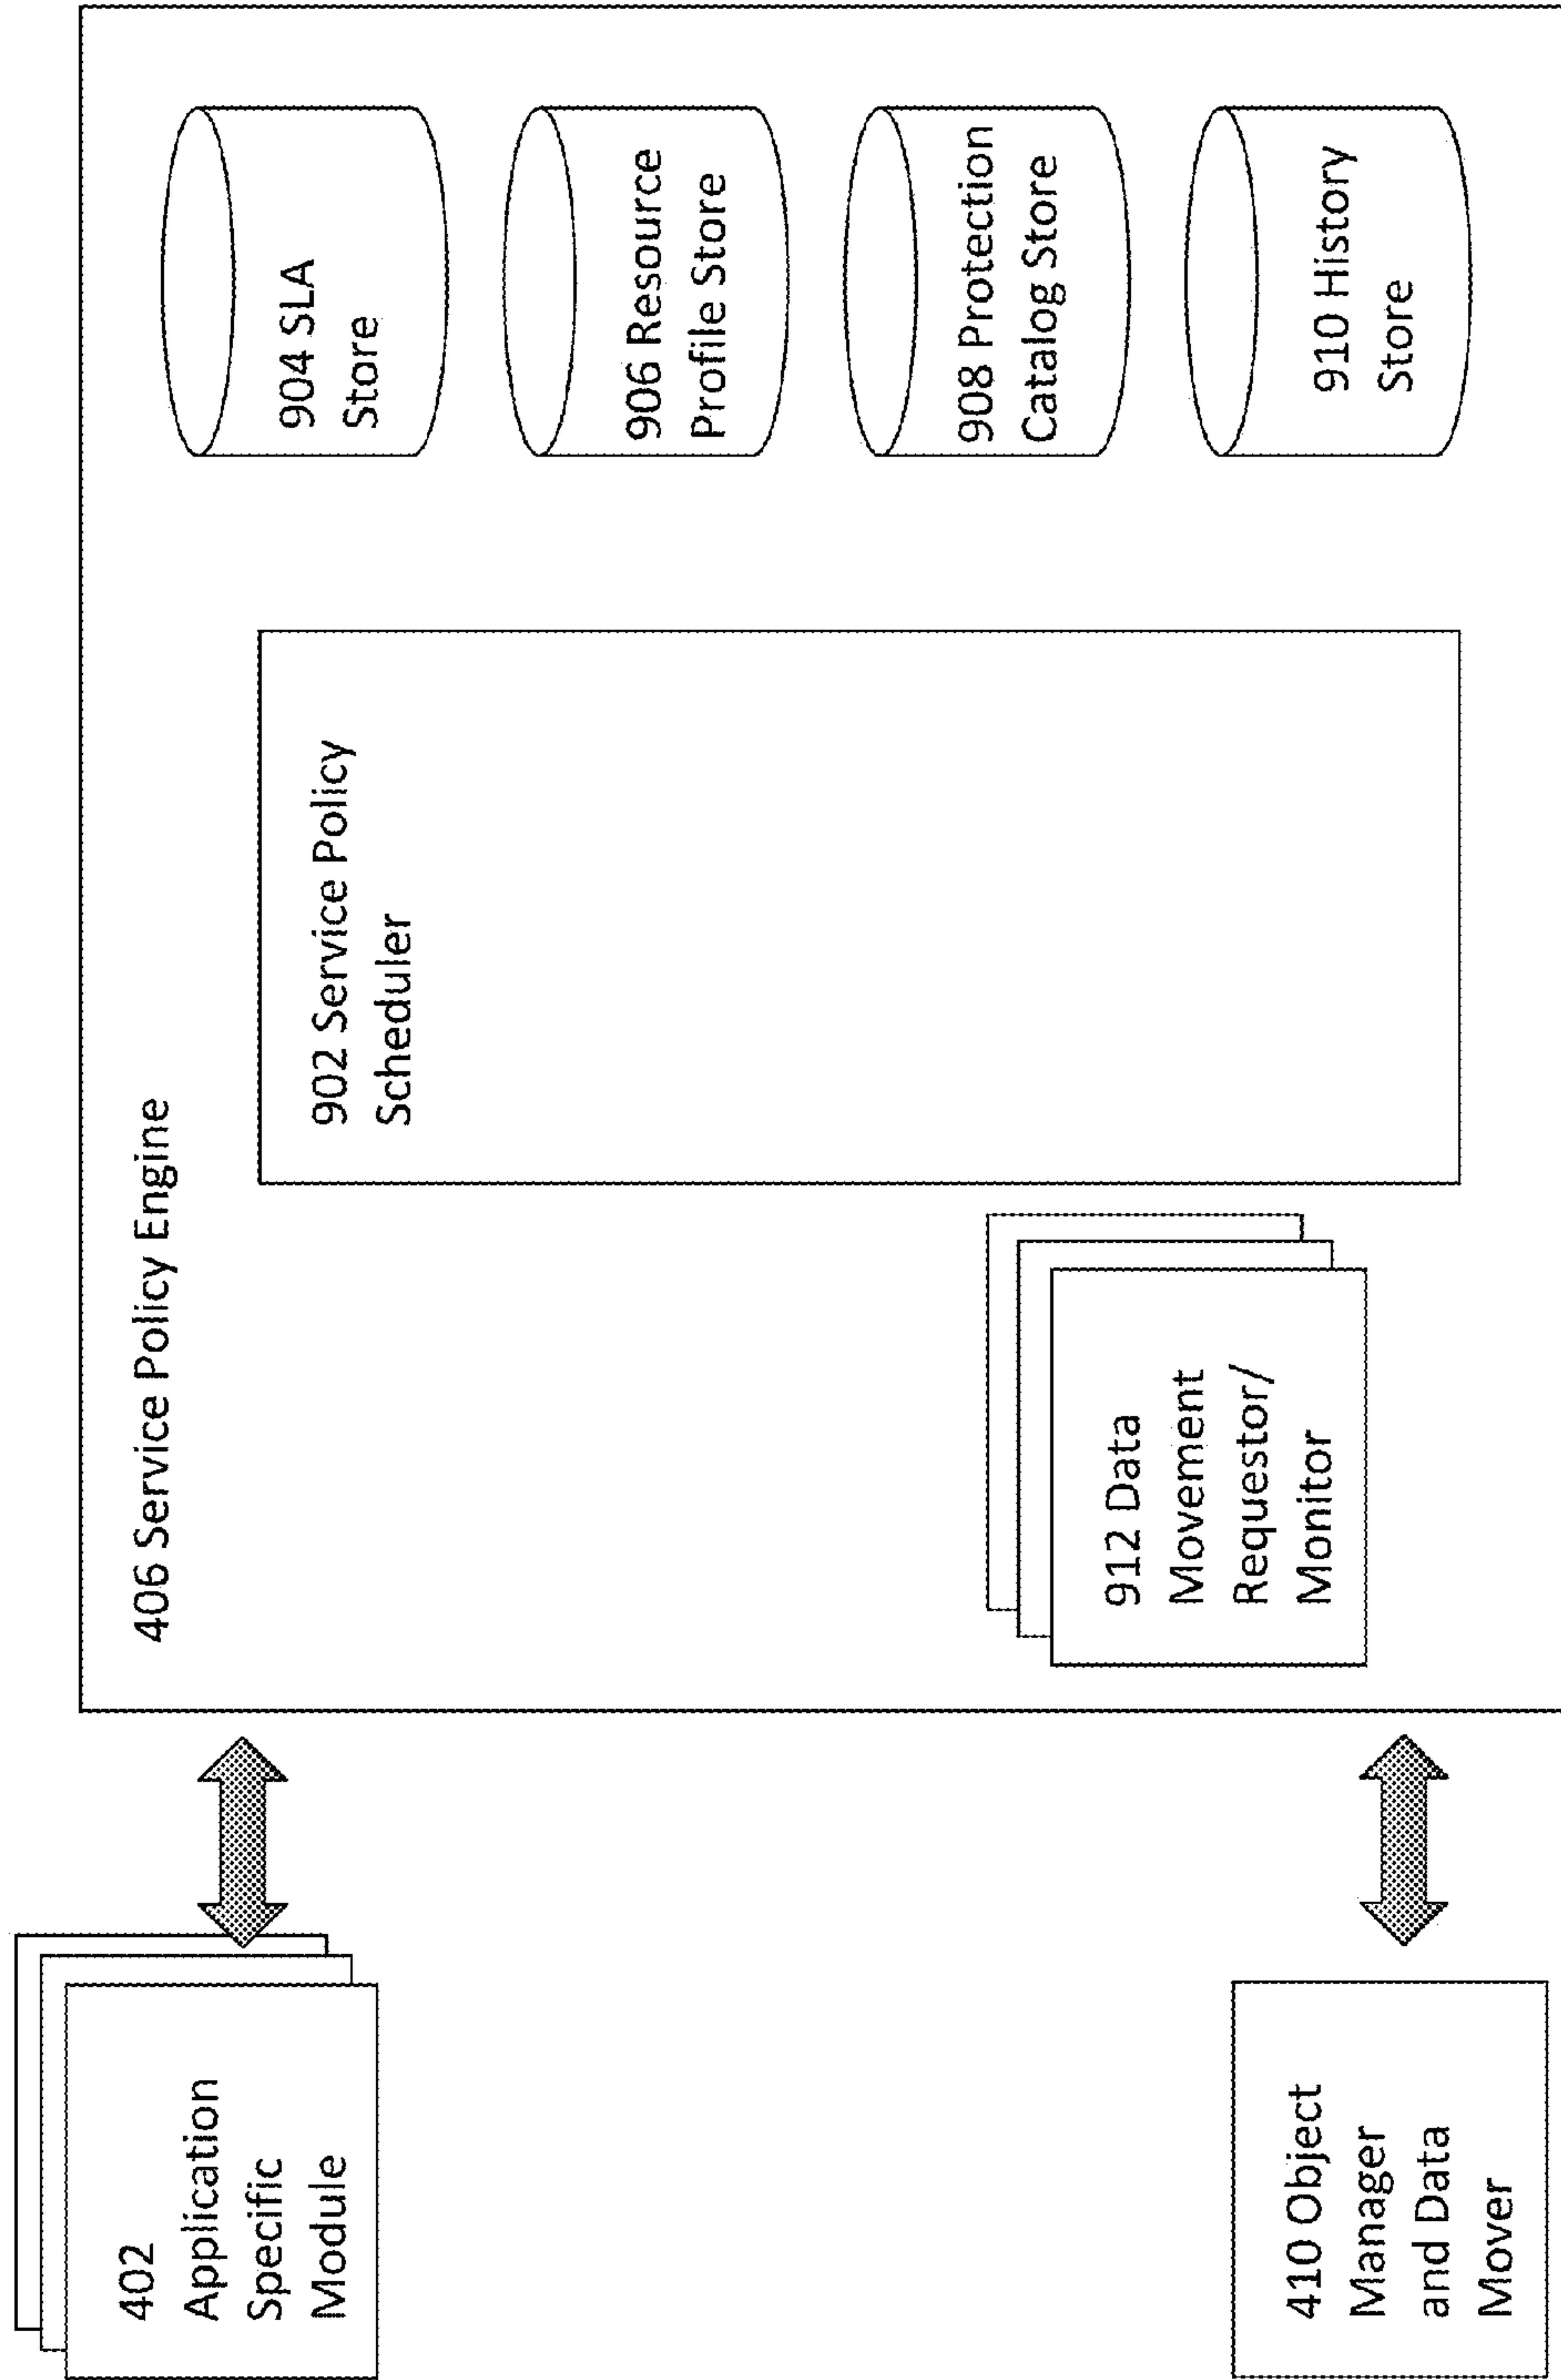 402
Application
Specific
Module
410 Object
Manager
and Data
Mover
406 Service Policy Engine
912 Data
Movement
Requestor/
Monitor
902 Service Policy
Scheduler
904 SLA
Store
906 Resource
Profile Store
908 Protection
Catalog Store
910 History
Store